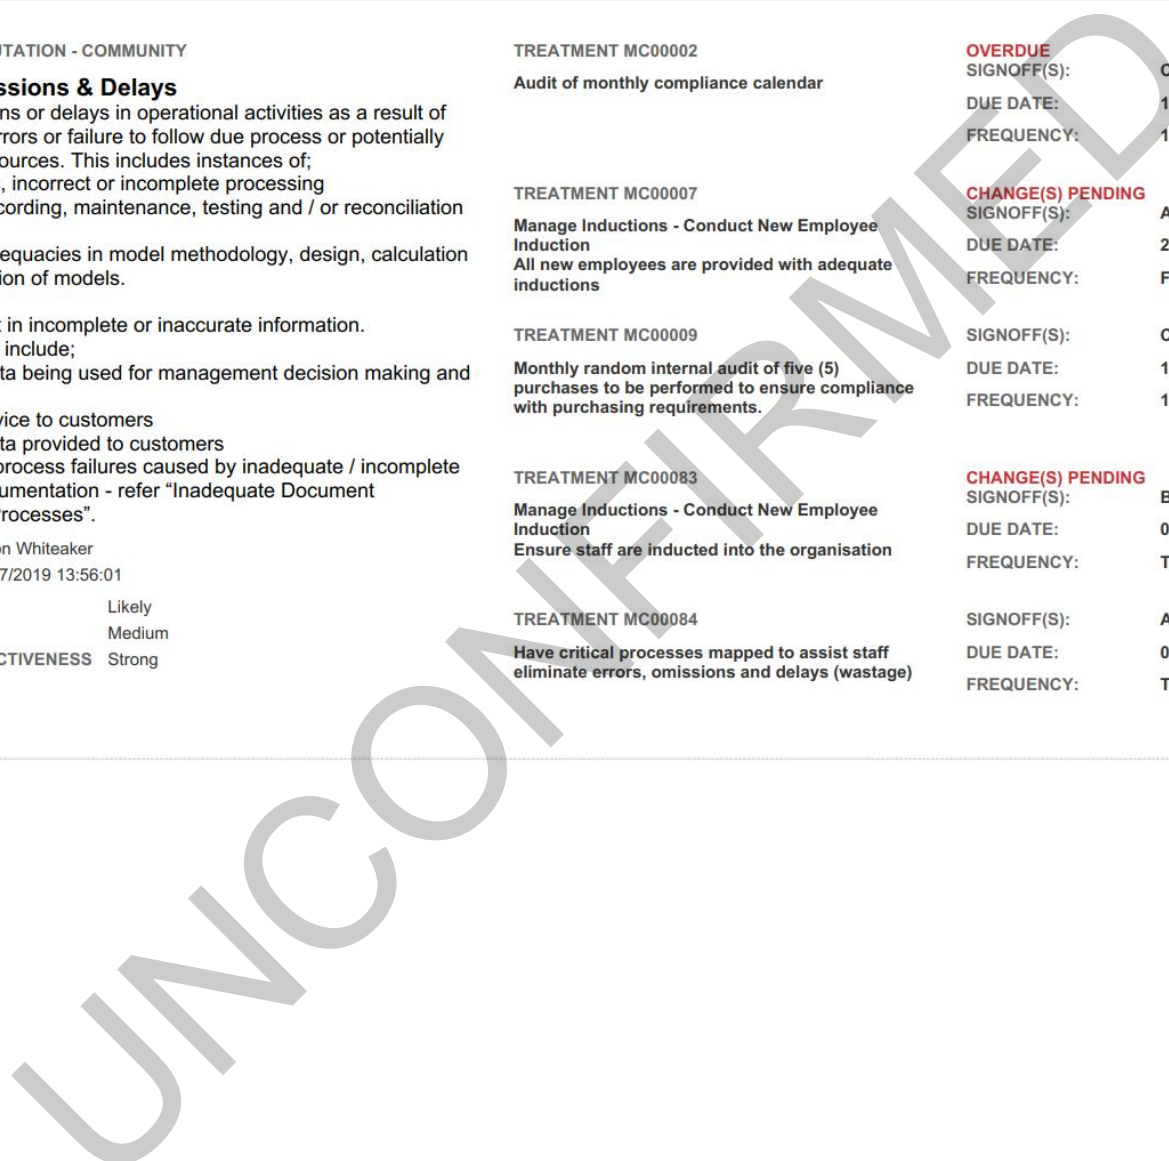 UTATION - COMMUNITY
ssions & Delays
ns or delays in operational activities as a result of
rrors or failure to follow due process or potentially
ources. This includes instances of;
, incorrect or incomplete processing
cording, maintenance, testing and / or reconciliation
equacies in model methodology, design, calculation
ion of models.
t in incomplete or inaccurate information.
include;
ta being used for management decision making and
vice to customers
ta provided to customers
process failures caused by inadequate / incomplete
umentation - refer “Inadequate Document
rocesses”.
on Whiteaker
7/2019 13:56:01
Likely
Medium
CTIVENESS Strong
TREATMENT MC00002
Audit of monthly compliance calendar
OVERDUE
SIGNOFF(S):
DUE DATE: 1
FREQUENCY: 1
TREATMENT MC00007
Manage Inductions - Conduct New Employee
Induction
All new employees are provided with adequate
inductions
CHANGE(S) PENDING
SIGNOFF(S): A
DUE DATE: 2
FREQUENCY: F
TREATMENT MC00009
Monthly random internal audit of five (5)
purchases to be performed to ensure compliance
with purchasing requirements.
SIGNOFF(S):
DUE DATE: 1
FREQUENCY: 1
TREATMENT MC00083
Manage Inductions - Conduct New Employee
Induction
Ensure staff are inducted into the organisation
CHANGE(S) PENDING
SIGNOFF(S):
DUE DATE: 0
FREQUENCY: T
TREATMENT MC00084
Have critical processes mapped to assist staff
eliminate errors, omissions and delays (wastage)
SIGNOFF(S): A
DUE DATE: 0
FREQUENCY: T
UNCONFIRMED